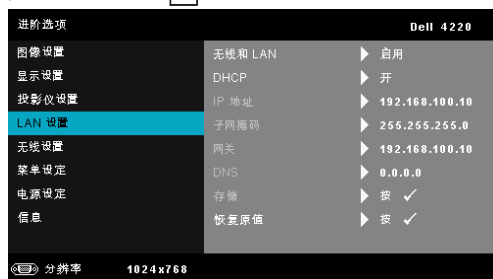 进阶选项 Dell 4220
图像设置 无线和 LAN 启用
显示设置 DHCP 开
投影仪设置 IP 地址 192.168.100.10
LAN 设置 子网掩码 255.255.255.0
无线设置 网关 192.168.100.10
菜单设定 DNS 0.0.0.0
电源设定 存储 按 ✓
信息 恢复原值 按 ✓
分辨率 1024x768